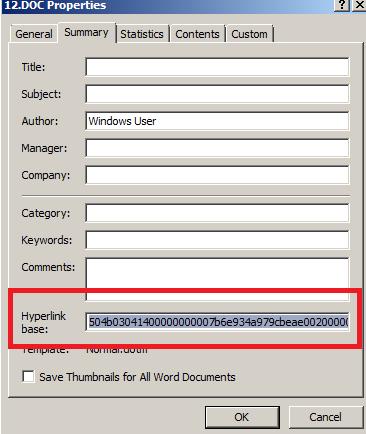 12.DOC Properties
General Summary Statistics Contents Custom
Title:
Subject:
Author: Windows User
Manager:
Company:
Category:
Keywords:
Comments:
Hyperlink
base: 504b03041400000000007b6e934a979cbeae00200000
Template: Normal.dotm
Save Thumbnails for All Word Documents
OK Cancel